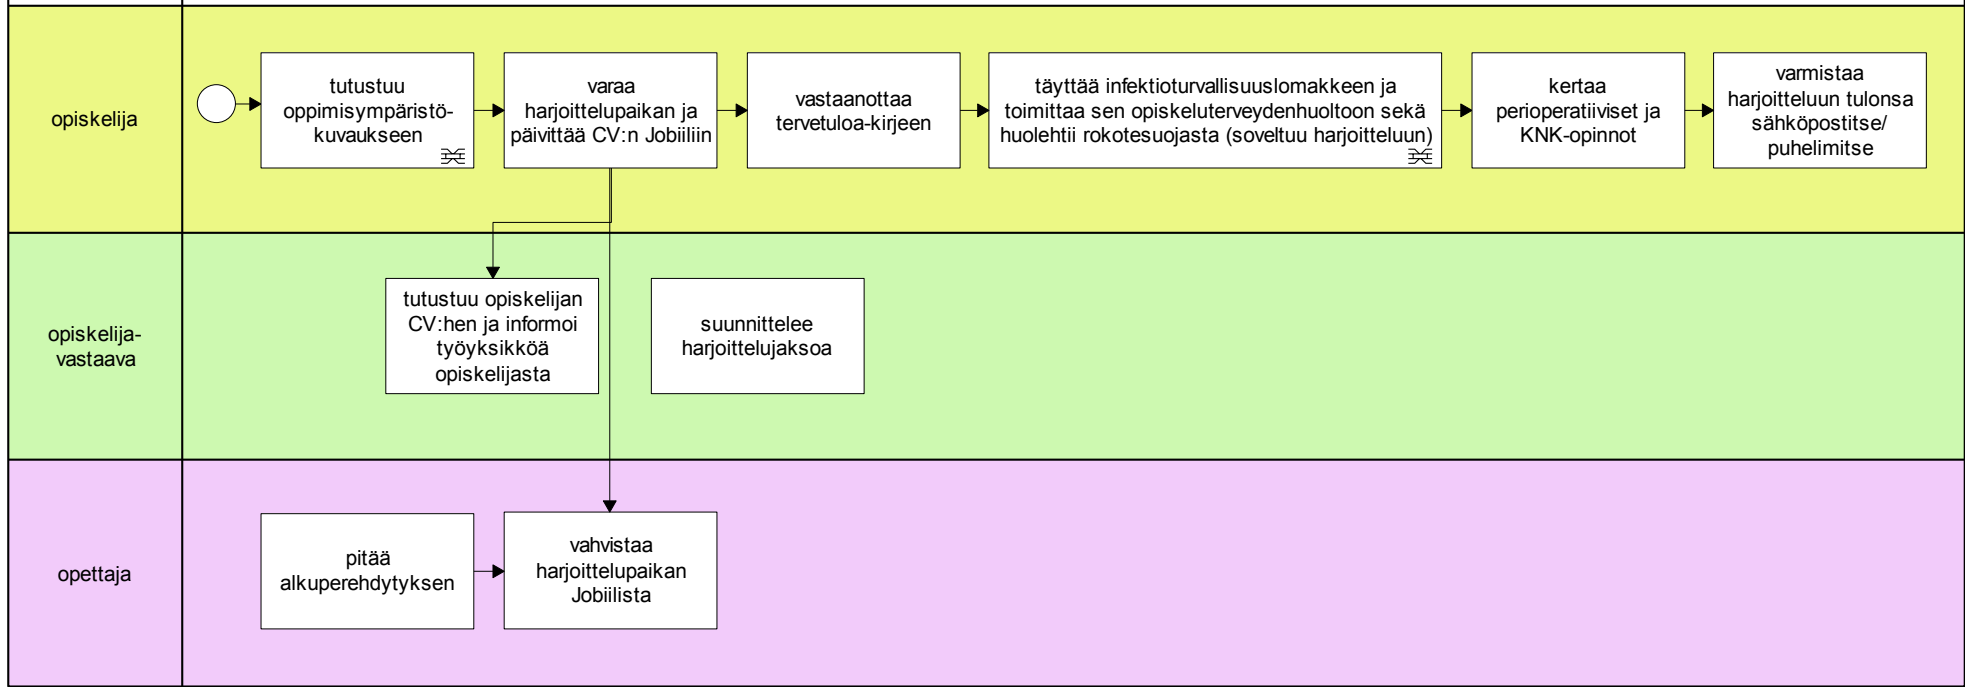 opiskelija
tutustuu
oppimisympäristö-
kuvaukseen
varaa
harjoittelupaikan ja
päivittää CV:n Jobiiliin
vastaanottaa
tervetuloa-kirjeen
täyttää infektioturvallisuuslomakkeen ja
toimittaa sen opiskeluterveydenhuoltoon sekä
huolehtii rokotesuojasta (soveltuu harjoitteluun)
kertaa
perioperatiiviset ja
KNK-opinnot
varmistaa
harjoitteluun tulonsa
sähköpostitse/
puhelimitse
opiskelija-
vastaava
tutustuu opiskelijan
CV:hen ja informoi
työyksikköä
opiskelijasta
suunnittelee
harjoittelujaksoa
opettaja
pitää
alkuperehdytyksen
vahvistaa
harjoittelupaikan
Jobiilista